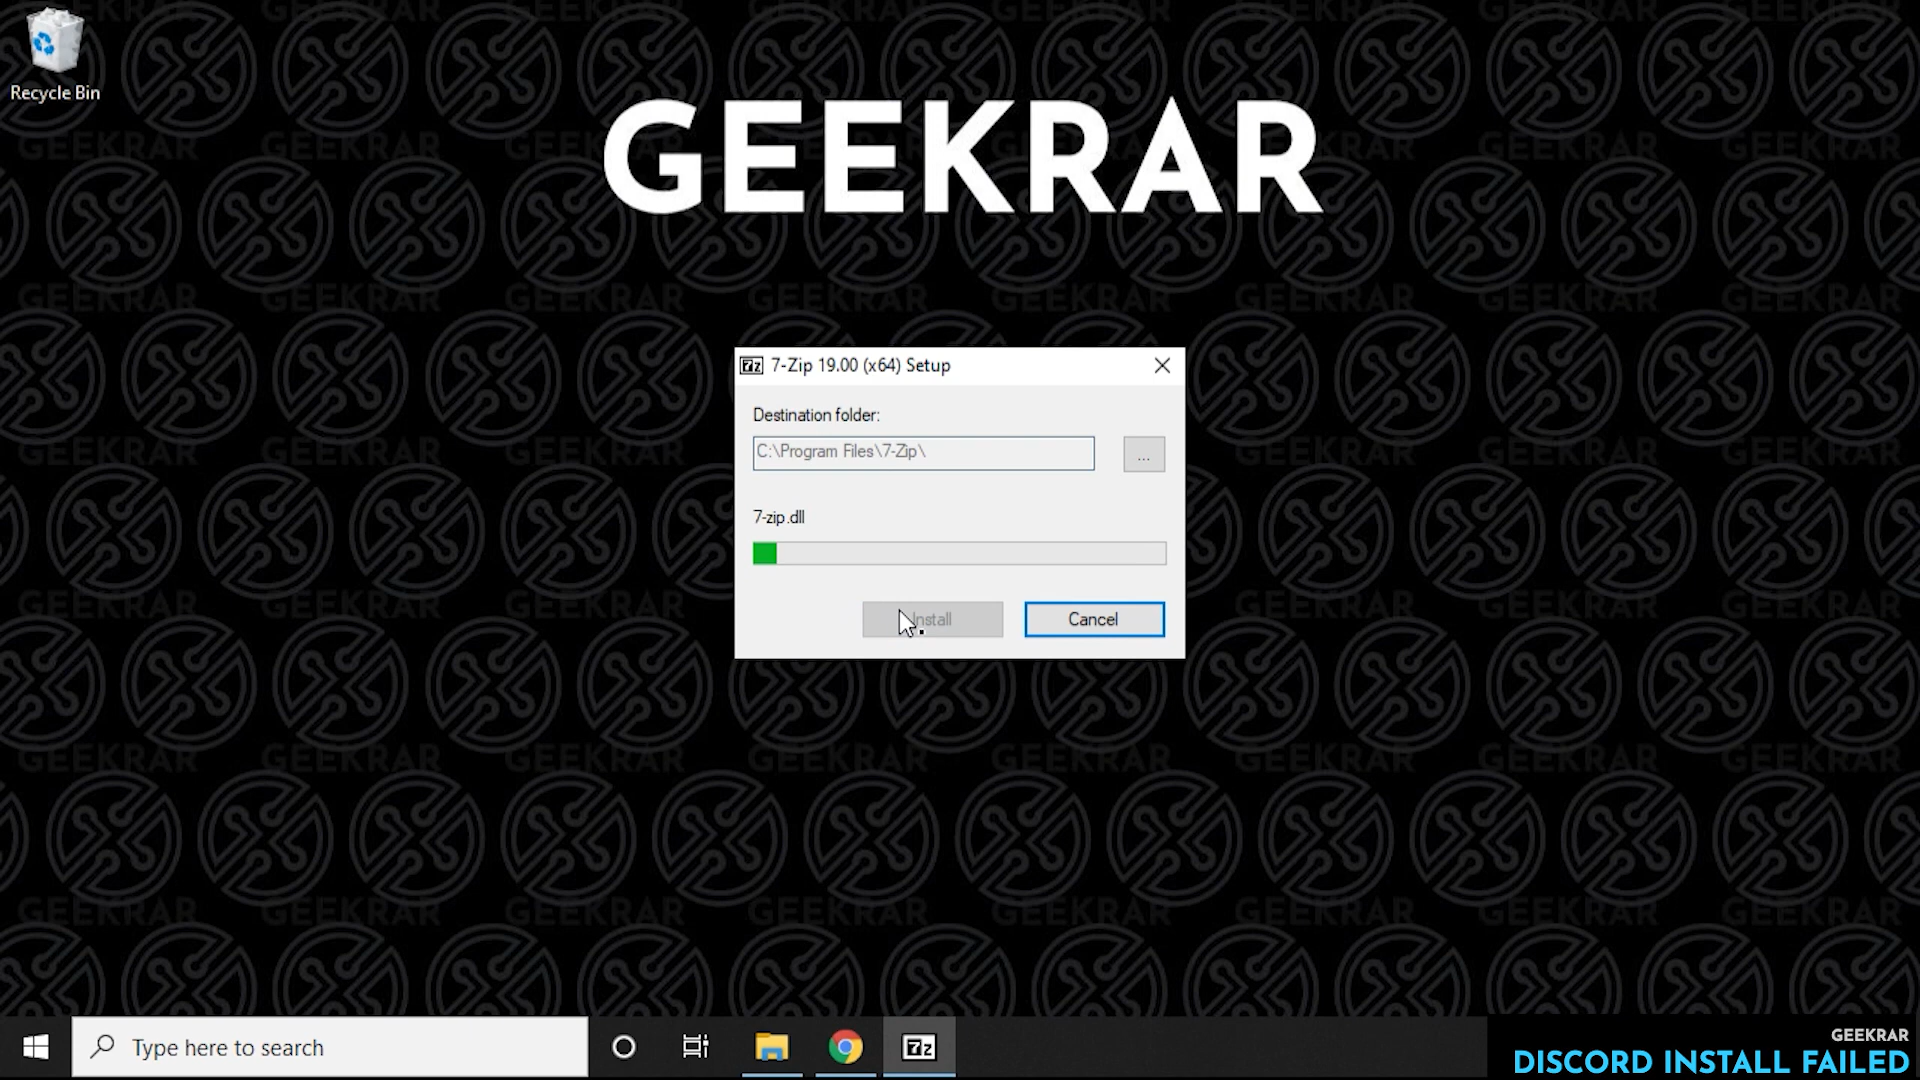 Recycle Bin
GEEKRAR
7-Zip 19.00 (x64) Setup
Destination folder:
C:\Program Files\7-Zip\
...
7-zip.dll
Install
Cancel
Type here to search
GEEKRAR
DISCORD INSTALL FAILED